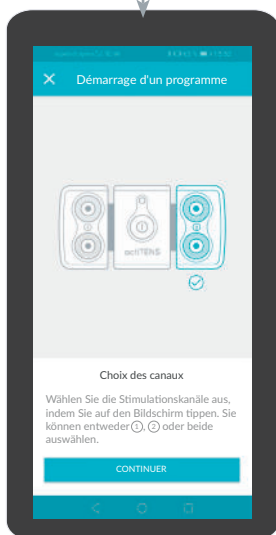 Démarrage d'un programme
actiTENS
Choix des canaux
Wählen Sie die Stimulationskanäle aus,
indem Sie auf den Bildschirm tippen. Sie
können entweder ①, ② oder beide
auswählen.
CONTINUER